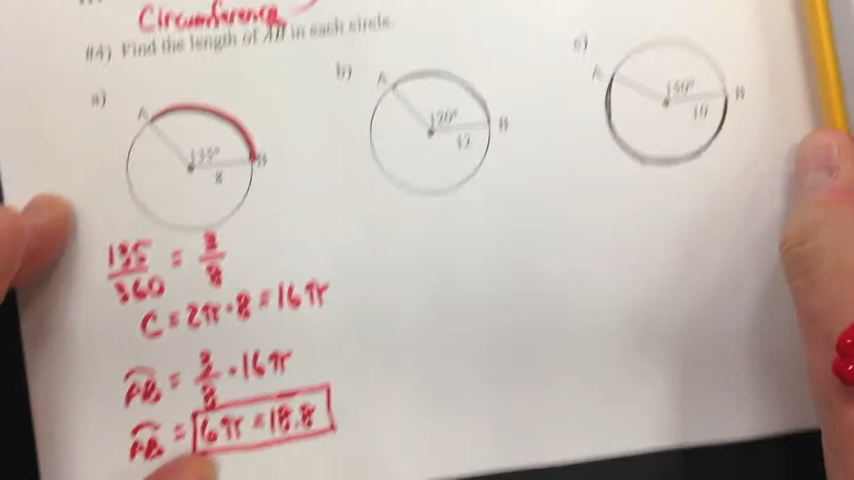 Circumference
#4) Find the length of AB in each circle.
a)
A
135°
B
8
b)
A
120°
B
12
c)
A
150°
B
10
135/360 = 3/8
C = 2π·8 = 16π
AB = 3/8 · 16π
AB = 6π = 18.8